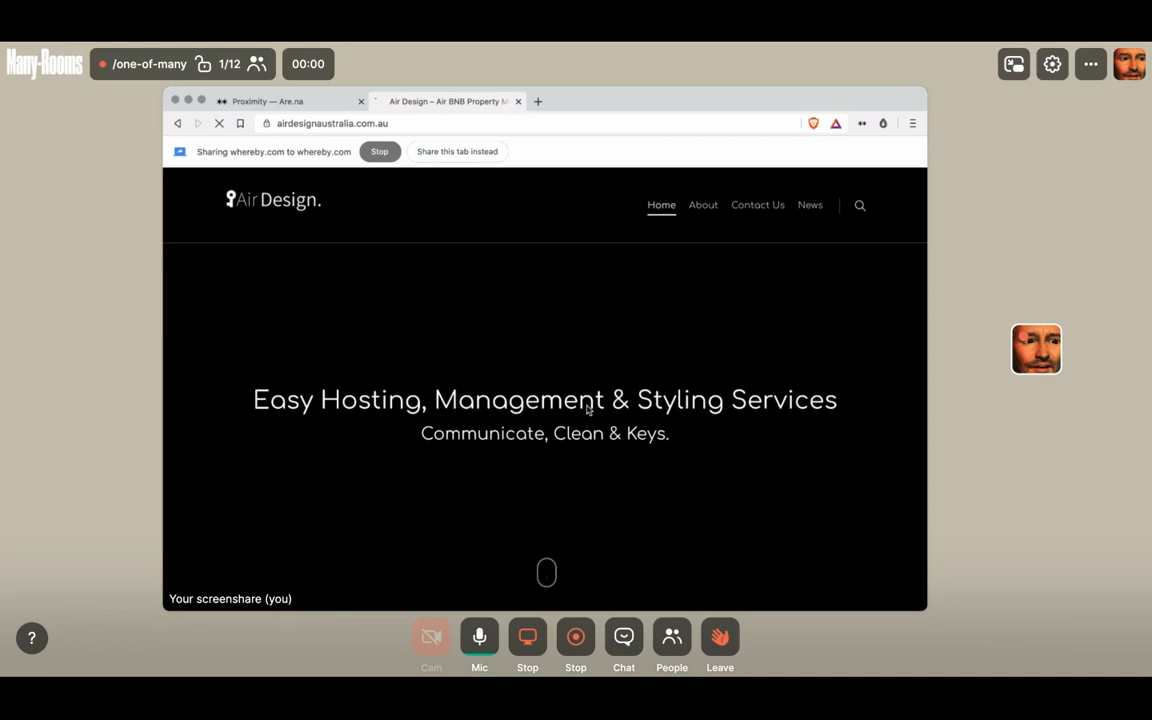 Many-Rooms
/one-of-many
1/12
00:00
Proximity — Are.na
Air Design – Air BNB Property M
airdesignaustralia.com.au
Sharing whereby.com to whereby.com
Stop
Share this tab instead
AirDesign.
Home
About
Contact Us
News
Easy Hosting, Management & Styling Services
Communicate, Clean & Keys.
Your screenshare (you)
?
Cam
Mic
Stop
Stop
Chat
People
Leave